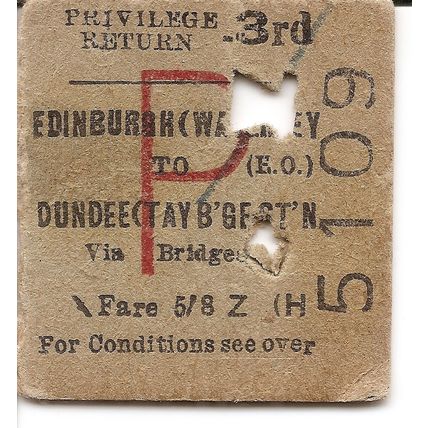 PRIVILEGE -3rd
RETURN
P
EDINBURGH(WAVERLEY
TO (E.O.)
DUNDEE(TAY B'GE ST'N
Via Bridges
Fare 5/8 Z (H
For Conditions see over
5109